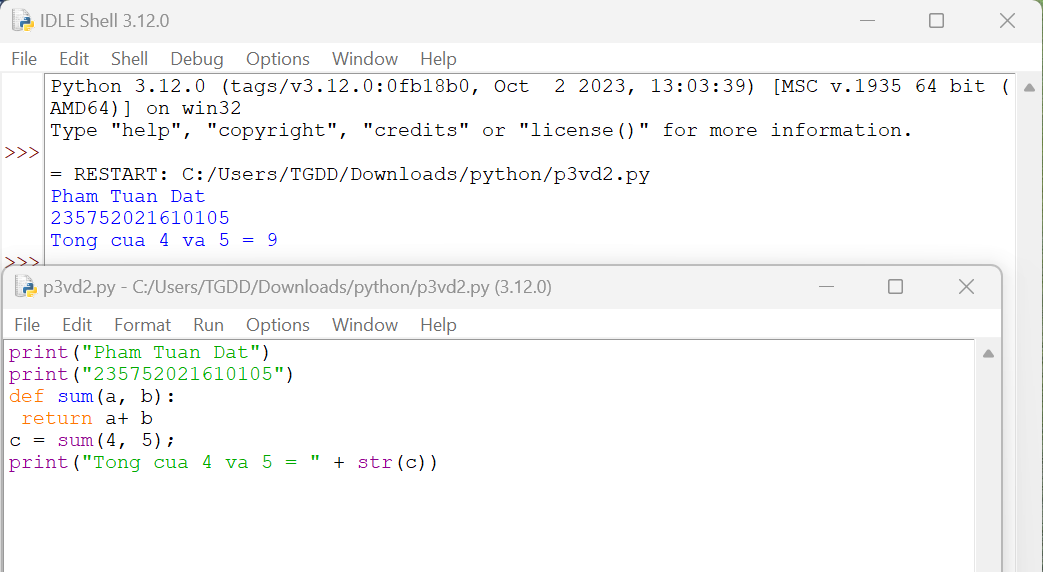 IDLE Shell 3.12.0
File Edit Shell Debug Options Window Help
Python 3.12.0 (tags/v3.12.0:0fb18b0, Oct  2 2023, 13:03:39) [MSC v.1935 64 bit (
AMD64)] on win32
Type "help", "copyright", "credits" or "license()" for more information.
>>>
= RESTART: C:/Users/TGDD/Downloads/python/p3vd2.py
Pham Tuan Dat
235752021610105
Tong cua 4 va 5 = 9
>>>
p3vd2.py - C:/Users/TGDD/Downloads/python/p3vd2.py (3.12.0)
File Edit Format Run Options Window Help
print("Pham Tuan Dat")
print("235752021610105")
def sum(a, b):
 return a+ b
c = sum(4, 5);
print("Tong cua 4 va 5 = " + str(c))